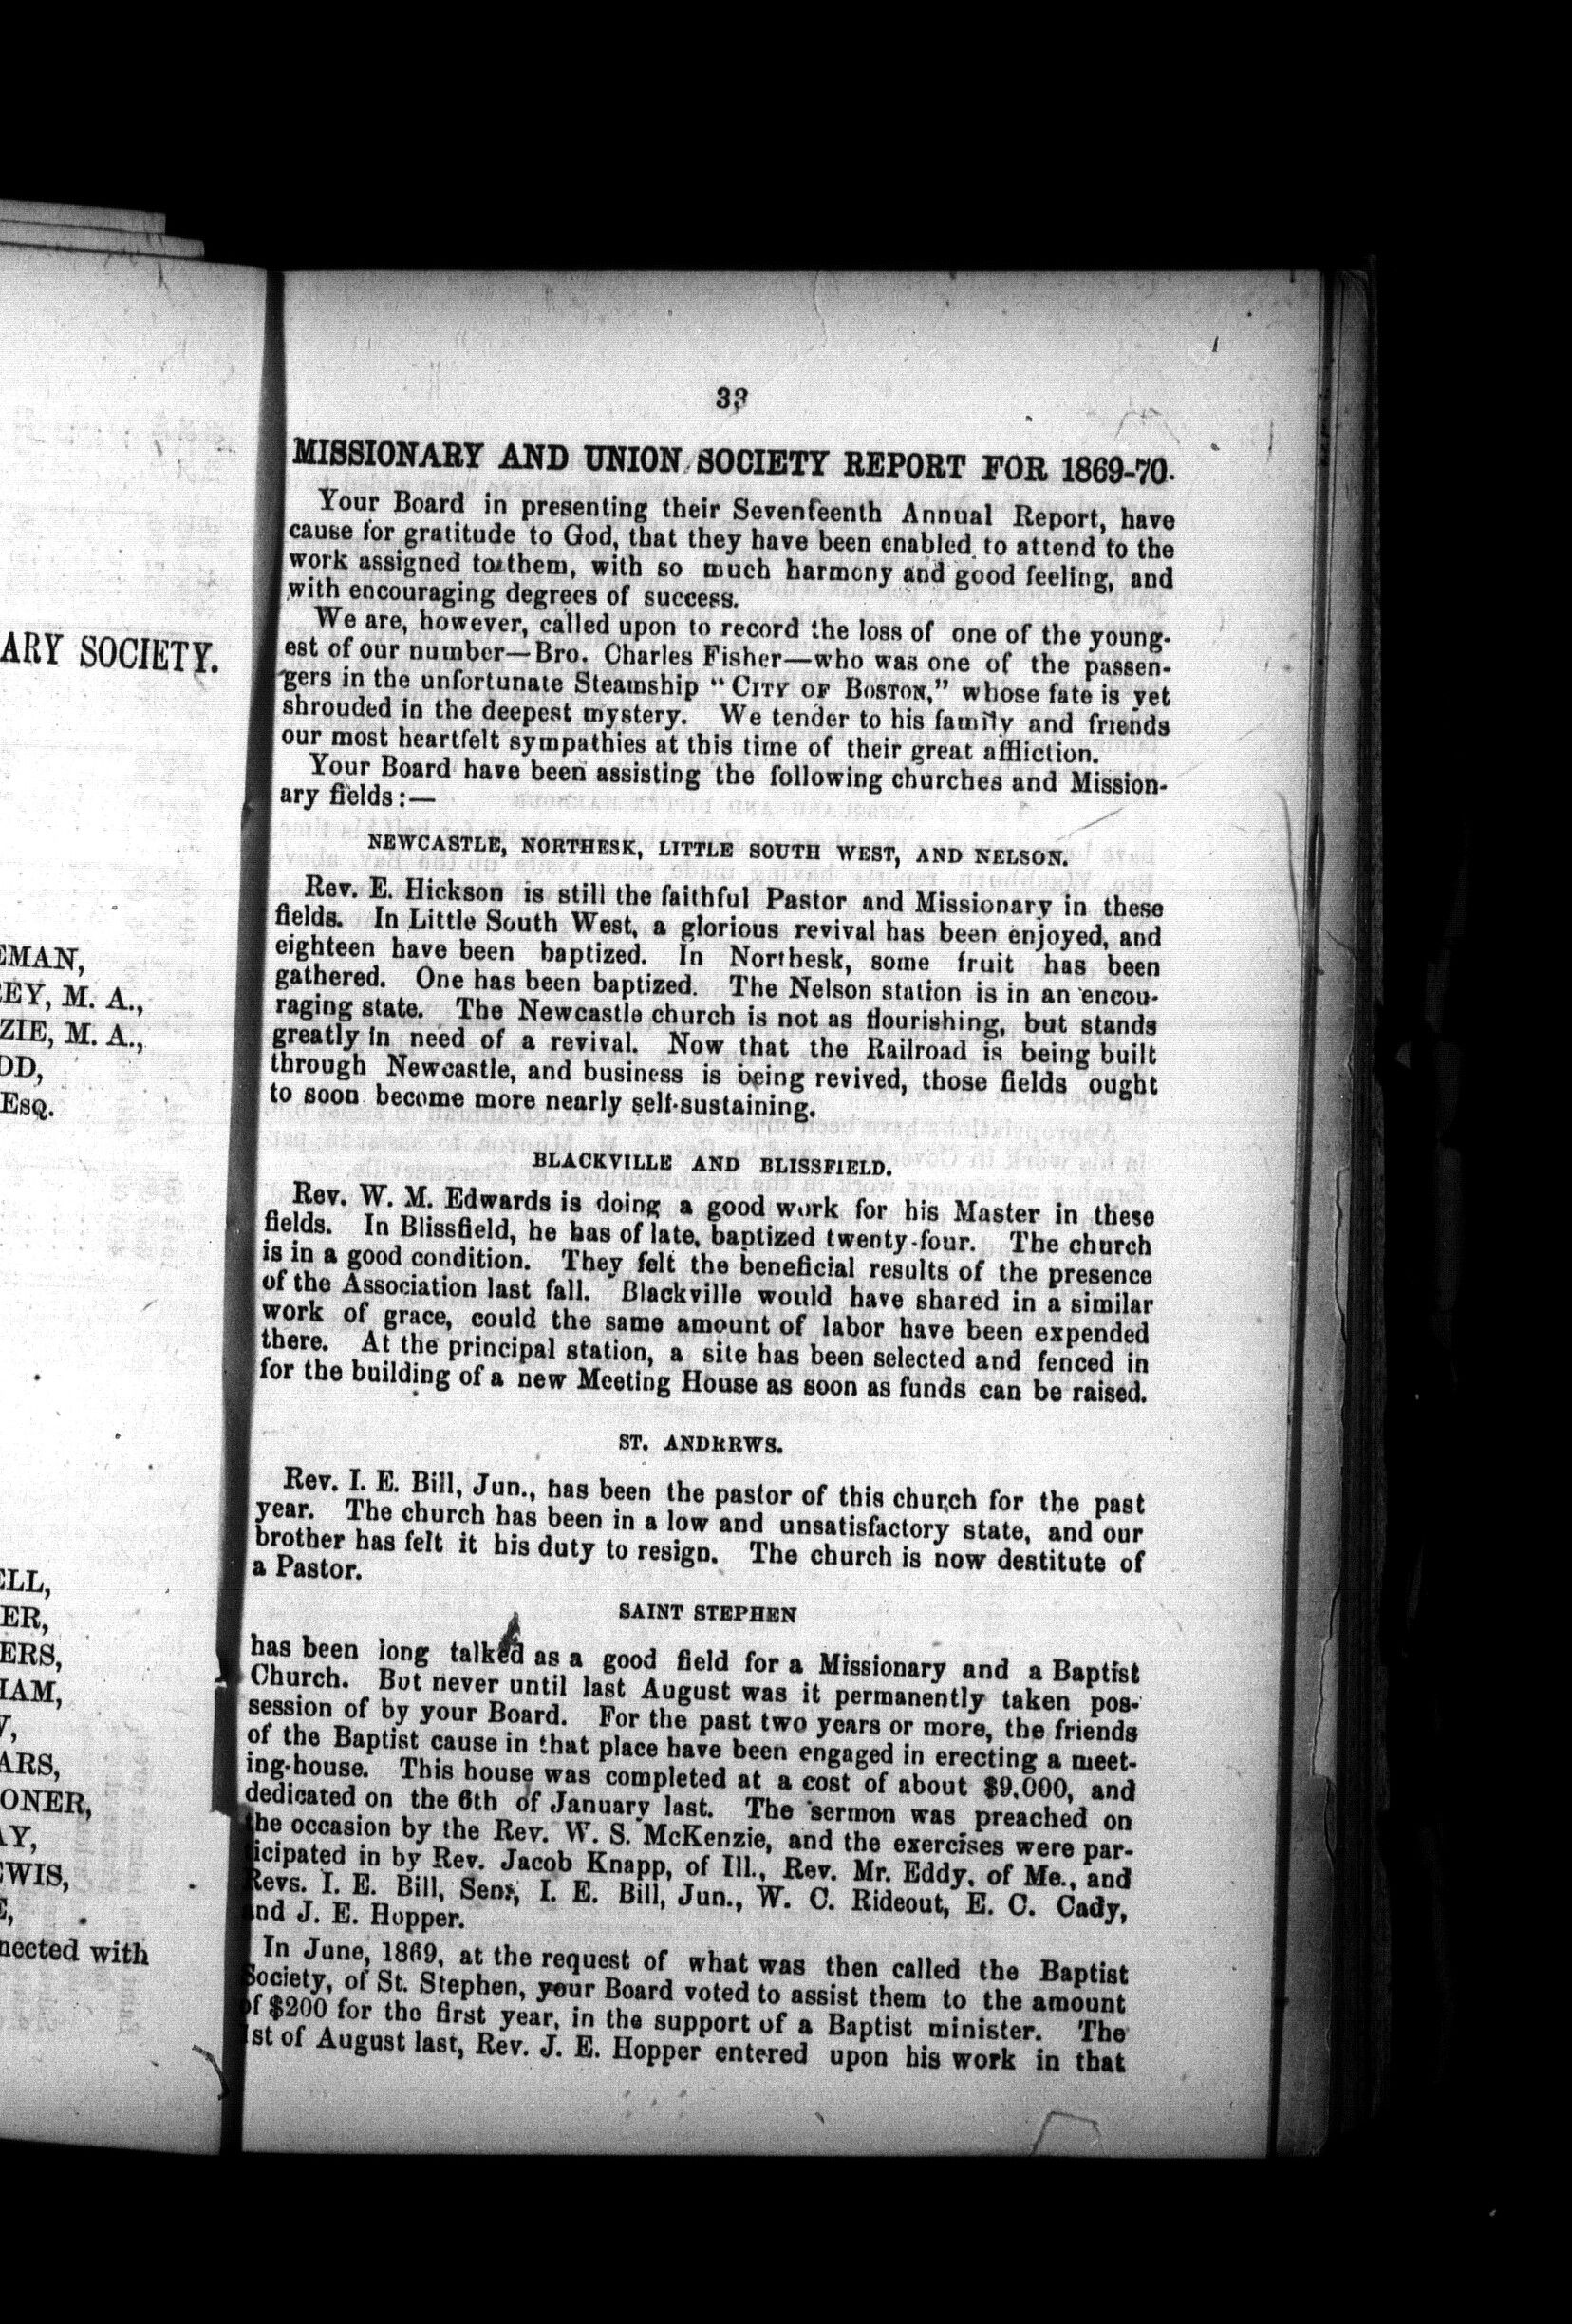 ARY SOCIETY.
EMAN,
EY, M. A.,
ZIE, M. A.,
DD,
Esq.
ELL,
ER,
ERS,
HAM,
ARS,
ONER,
AY,
EWIS,
nected with
33
MISSIONARY AND UNION SOCIETY REPORT FOR 1869-70.
Your Board in presenting their Seventeenth Annual Report, have
cause for gratitude to God, that they have been enabled to attend to the
work assigned to them, with so much harmony and good feeling, and
with encouraging degrees of success.
We are, however, called upon to record the loss of one of the young-
est of our number—Bro. Charles Fisher—who was one of the passen-
gers in the unfortunate Steamship "CITY OF BOSTON," whose fate is yet
shrouded in the deepest mystery. We tender to his family and friends
our most heartfelt sympathies at this time of their great affliction.
Your Board have been assisting the following churches and Mission-
ary fields:—
NEWCASTLE, NORTHESK, LITTLE SOUTH WEST, AND NELSON.
Rev. E. Hickson is still the faithful Pastor and Missionary in these
fields. In Little South West, a glorious revival has been enjoyed, and
eighteen have been baptized. In Northesk, some fruit has been
gathered. One has been baptized. The Nelson station is in an encou-
raging state. The Newcastle church is not as flourishing, but stands
greatly in need of a revival. Now that the Railroad is being built
through Newcastle, and business is being revived, those fields ought
to soon become more nearly self-sustaining.
BLACKVILLE AND BLISSFIELD.
Rev. W. M. Edwards is doing a good work for his Master in these
fields. In Blissfield, he has of late, baptized twenty-four. The church
is in a good condition. They felt the beneficial results of the presence
of the Association last fall. Blackville would have shared in a similar
work of grace, could the same amount of labor have been expended
there. At the principal station, a site has been selected and fenced in
for the building of a new Meeting House as soon as funds can be raised.
ST. ANDRRWS.
Rev. I. E. Bill, Jun., has been the pastor of this church for the past
year. The church has been in a low and unsatisfactory state, and our
brother has felt it his duty to resign. The church is now destitute of
a Pastor.
SAINT STEPHEN
has been long talked as a good field for a Missionary and a Baptist
Church. But never until last August was it permanently taken pos-
session of by your Board. For the past two years or more, the friends
of the Baptist cause in that place have been engaged in erecting a meet-
ing-house. This house was completed at a cost of about $9,000, and
dedicated on the 6th of January last. The sermon was preached on
the occasion by the Rev. W. S. McKenzie, and the exercises were par-
ticipated in by Rev. Jacob Knapp, of Ill., Rev. Mr. Eddy, of Me., and
Revs. I. E. Bill, Sen., I. E. Bill, Jun., W. C. Rideout, E. C. Cady,
and J. E. Hopper.
In June, 1869, at the request of what was then called the Baptist
Society, of St. Stephen, your Board voted to assist them to the amount
of $200 for the first year, in the support of a Baptist minister. The
1st of August last, Rev. J. E. Hopper entered upon his work in that